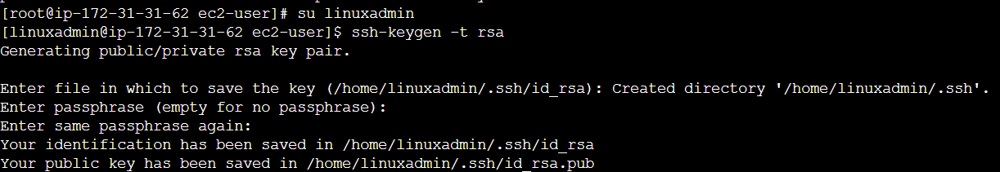 [root@ip-172-31-31-62 ec2-user]# su linuxadmin
[linuxadmin@ip-172-31-31-62 ec2-user]$ ssh-keygen -t rsa
Generating public/private rsa key pair.
Enter file in which to save the key (/home/linuxadmin/.ssh/id_rsa): Created directory '/home/linuxadmin/.ssh'.
Enter passphrase (empty for no passphrase):
Enter same passphrase again:
Your identification has been saved in /home/linuxadmin/.ssh/id_rsa
Your public key has been saved in /home/linuxadmin/.ssh/id_rsa.pub